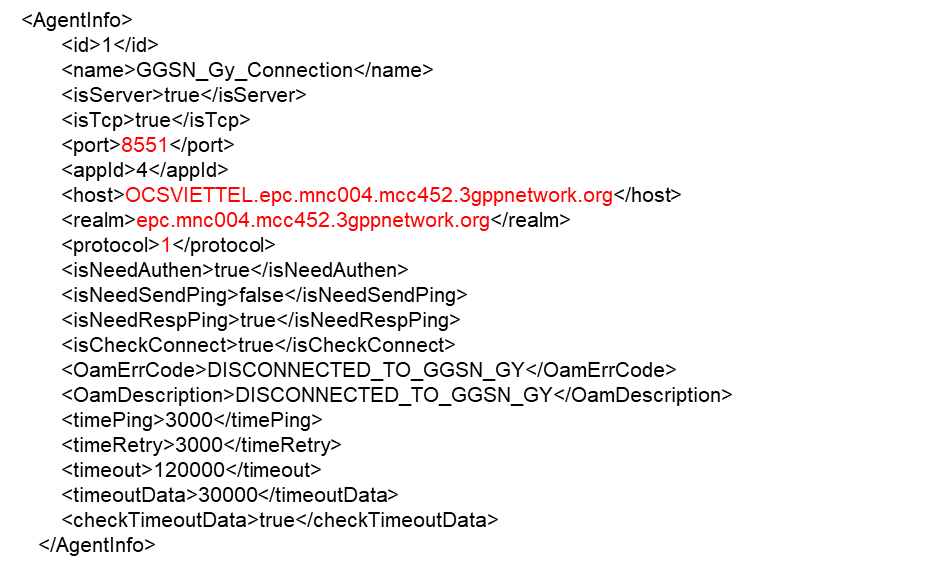 <AgentInfo>
<id>1</id>
<name>GGSN_Gy_Connection</name>
<isServer>true</isServer>
<isTcp>true</isTcp>
<port>8551</port>
<appId>4</appId>
<host>OCSVIETTEL.epc.mnc004.mcc452.3gppnetwork.org</host>
<realm>epc.mnc004.mcc452.3gppnetwork.org</realm>
<protocol>1</protocol>
<isNeedAuthen>true</isNeedAuthen>
<isNeedSendPing>false</isNeedSendPing>
<isNeedRespPing>true</isNeedRespPing>
<isCheckConnect>true</isCheckConnect>
<OamErrCode>DISCONNECTED_TO_GGSN_GY</OamErrCode>
<OamDescription>DISCONNECTED_TO_GGSN_GY</OamDescription>
<timePing>3000</timePing>
<timeRetry>3000</timeRetry>
<timeout>120000</timeout>
<timeoutData>30000</timeoutData>
<checkTimeoutData>true</checkTimeoutData>
</AgentInfo>